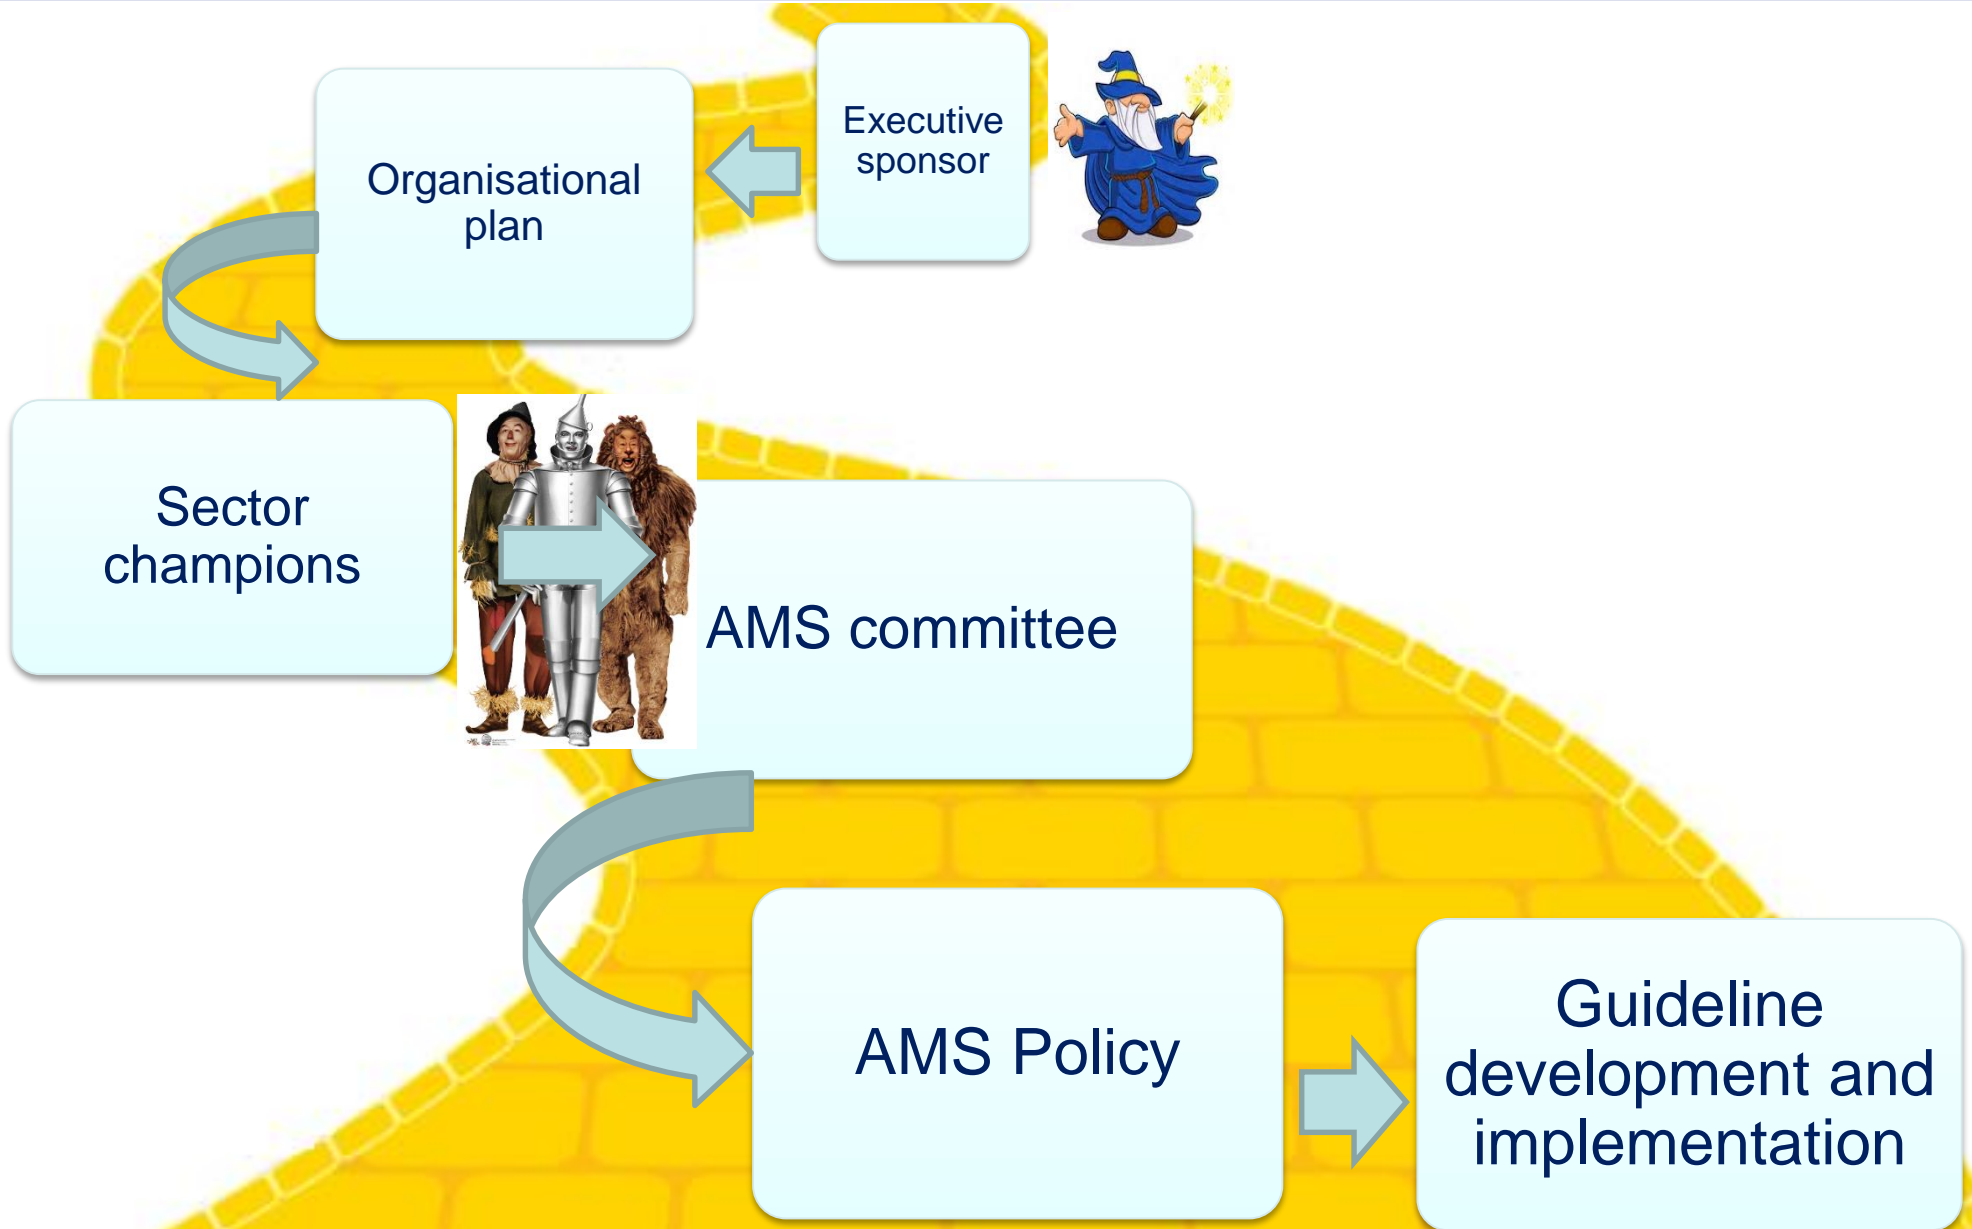 Executive
sponsor
Organisational
plan
Sector
champions
AMS committee
AMS Policy
Guideline
development and
implementation